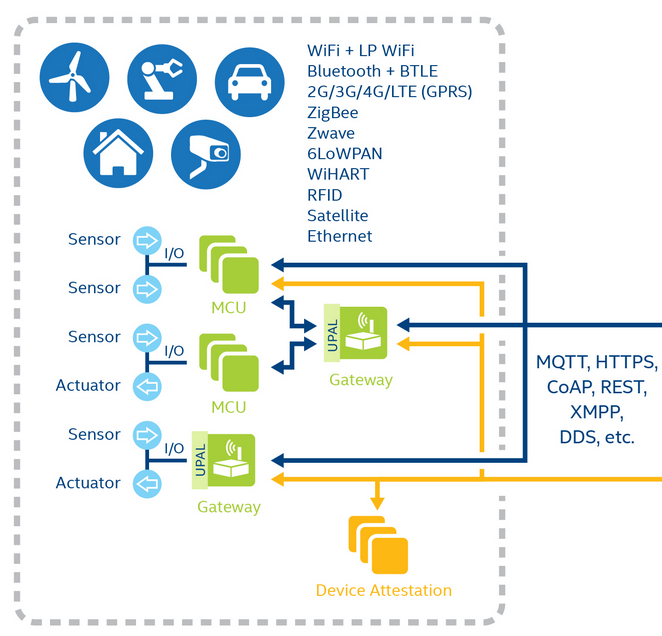 WiFi + LP WiFi
Bluetooth + BTLE
2G/3G/4G/LTE (GPRS)
ZigBee
Zwave
6LoWPAN
WiHART
RFID
Satellite
Ethernet
Sensor
I/O
Sensor
MCU
Sensor
I/O
Actuator
MCU
UPAL
Gateway
MQTT, HTTPS,
CoAP, REST,
XMPP,
DDS, etc.
Sensor
I/O
Actuator
UPAL
Gateway
Device Attestation